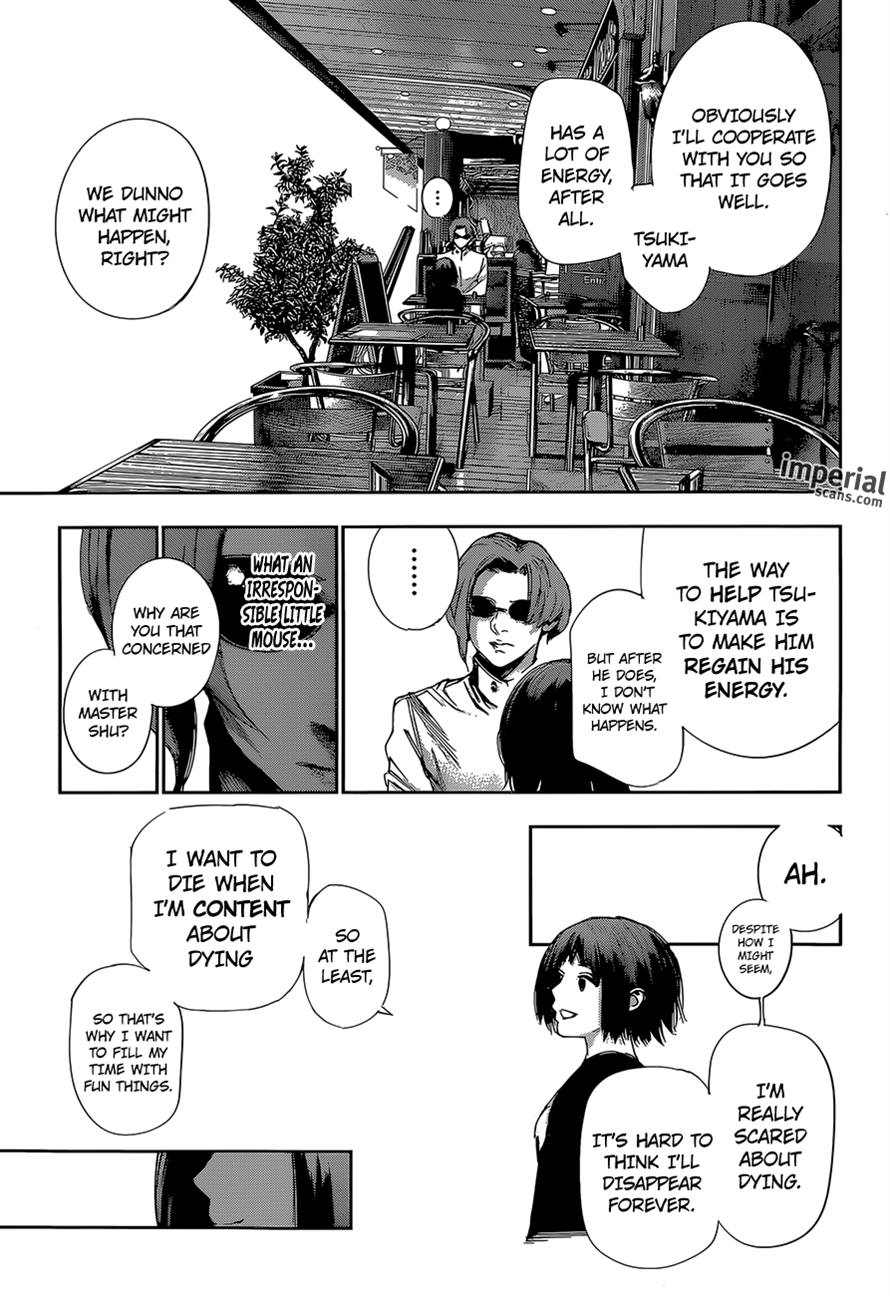 OBVIOUSLY
I'LL COOPERATE
WITH YOU SO
THAT IT GOES
WELL.
TSUKI-
YAMA
HAS A
LOT OF
ENERGY,
AFTER
ALL.
...
WE DUNNO
WHAT MIGHT
HAPPEN,
RIGHT?
Entr
imperial
scans.com
THE WAY
TO HELP TSU-
KIYAMA IS
TO MAKE HIM
REGAIN HIS
ENERGY.
BUT AFTER
HE DOES,
I DON'T
KNOW WHAT
HAPPENS.
......
WHAT AN
IRRESPON-
SIBLE LITTLE
MOUSE...
WHY ARE
YOU THAT
CONCERNED
WITH
MASTER
SHU?
AH.
DESPITE
HOW I
MIGHT
SEEM,
I'M
REALLY
SCARED
ABOUT
DYING.
IT'S HARD TO
THINK I'LL
DISAPPEAR
FOREVER.
SO
AT THE
LEAST,
I WANT TO
DIE WHEN
I'M CONTENT
ABOUT
DYING
SO THAT'S
WHY I WANT
TO FILL MY
TIME WITH
FUN THINGS.